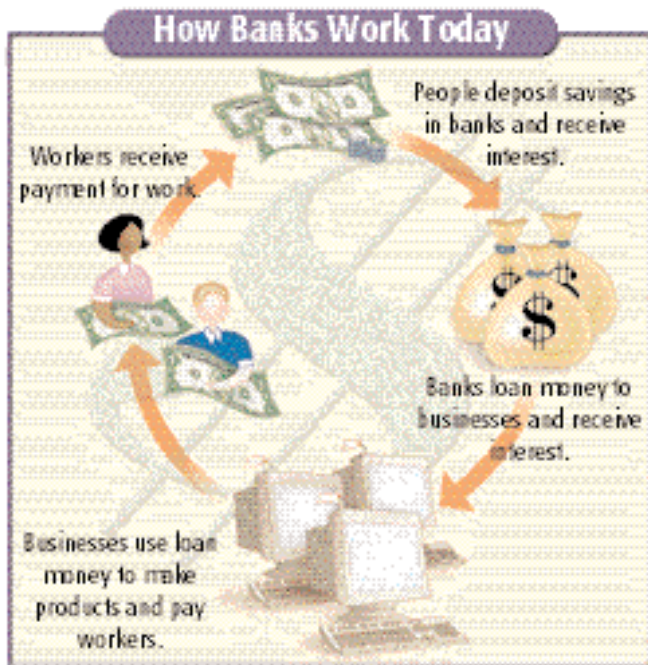 How Banks Work Today
People deposit savings
in banks and receive
interest.
Workers receive
payment for work.
$
$
$
Banks loan money to
businesses and receive
interest.
Businesses use loan
money to make
products and pay
workers.